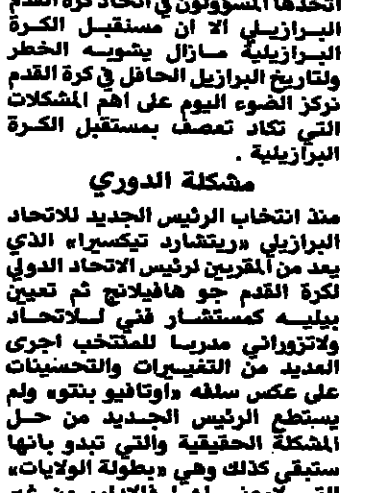 اتخذها المسؤولون في اتحاد كرة القدم
البرازيلي الا ان مستقبل الكرة
البرازيلية مازال يشوبه الخطر
ولتاريخ البرازيل الحافل في كرة القدم
نركز الضوء اليوم على اهم المشكلات
التي تكاد تعصف بمستقبل الكرة
البرازيلية .
مشكلة الدوري
منذ انتخاب الرئيس الجديد للاتحاد
البرازيلي «ريتشارد تيكسيرا» الذي
يعد من المقربين لرئيس الاتحاد الدولي
لكرة القدم جو هافيلانج ثم تعيين
بيليه كمستشار فني للاتحاد
ولاتزوراني مدربا للمنتخب اجرى
العديد من التغييرات والتحسينات
على عكس سلفه «اوتافيو بنتو» ولم
يستطع الرئيس الجديد من حل
المشكلة الحقيقية والتي تبدو بانها
ستبقى كذلك وهي «بطولة الولايات»